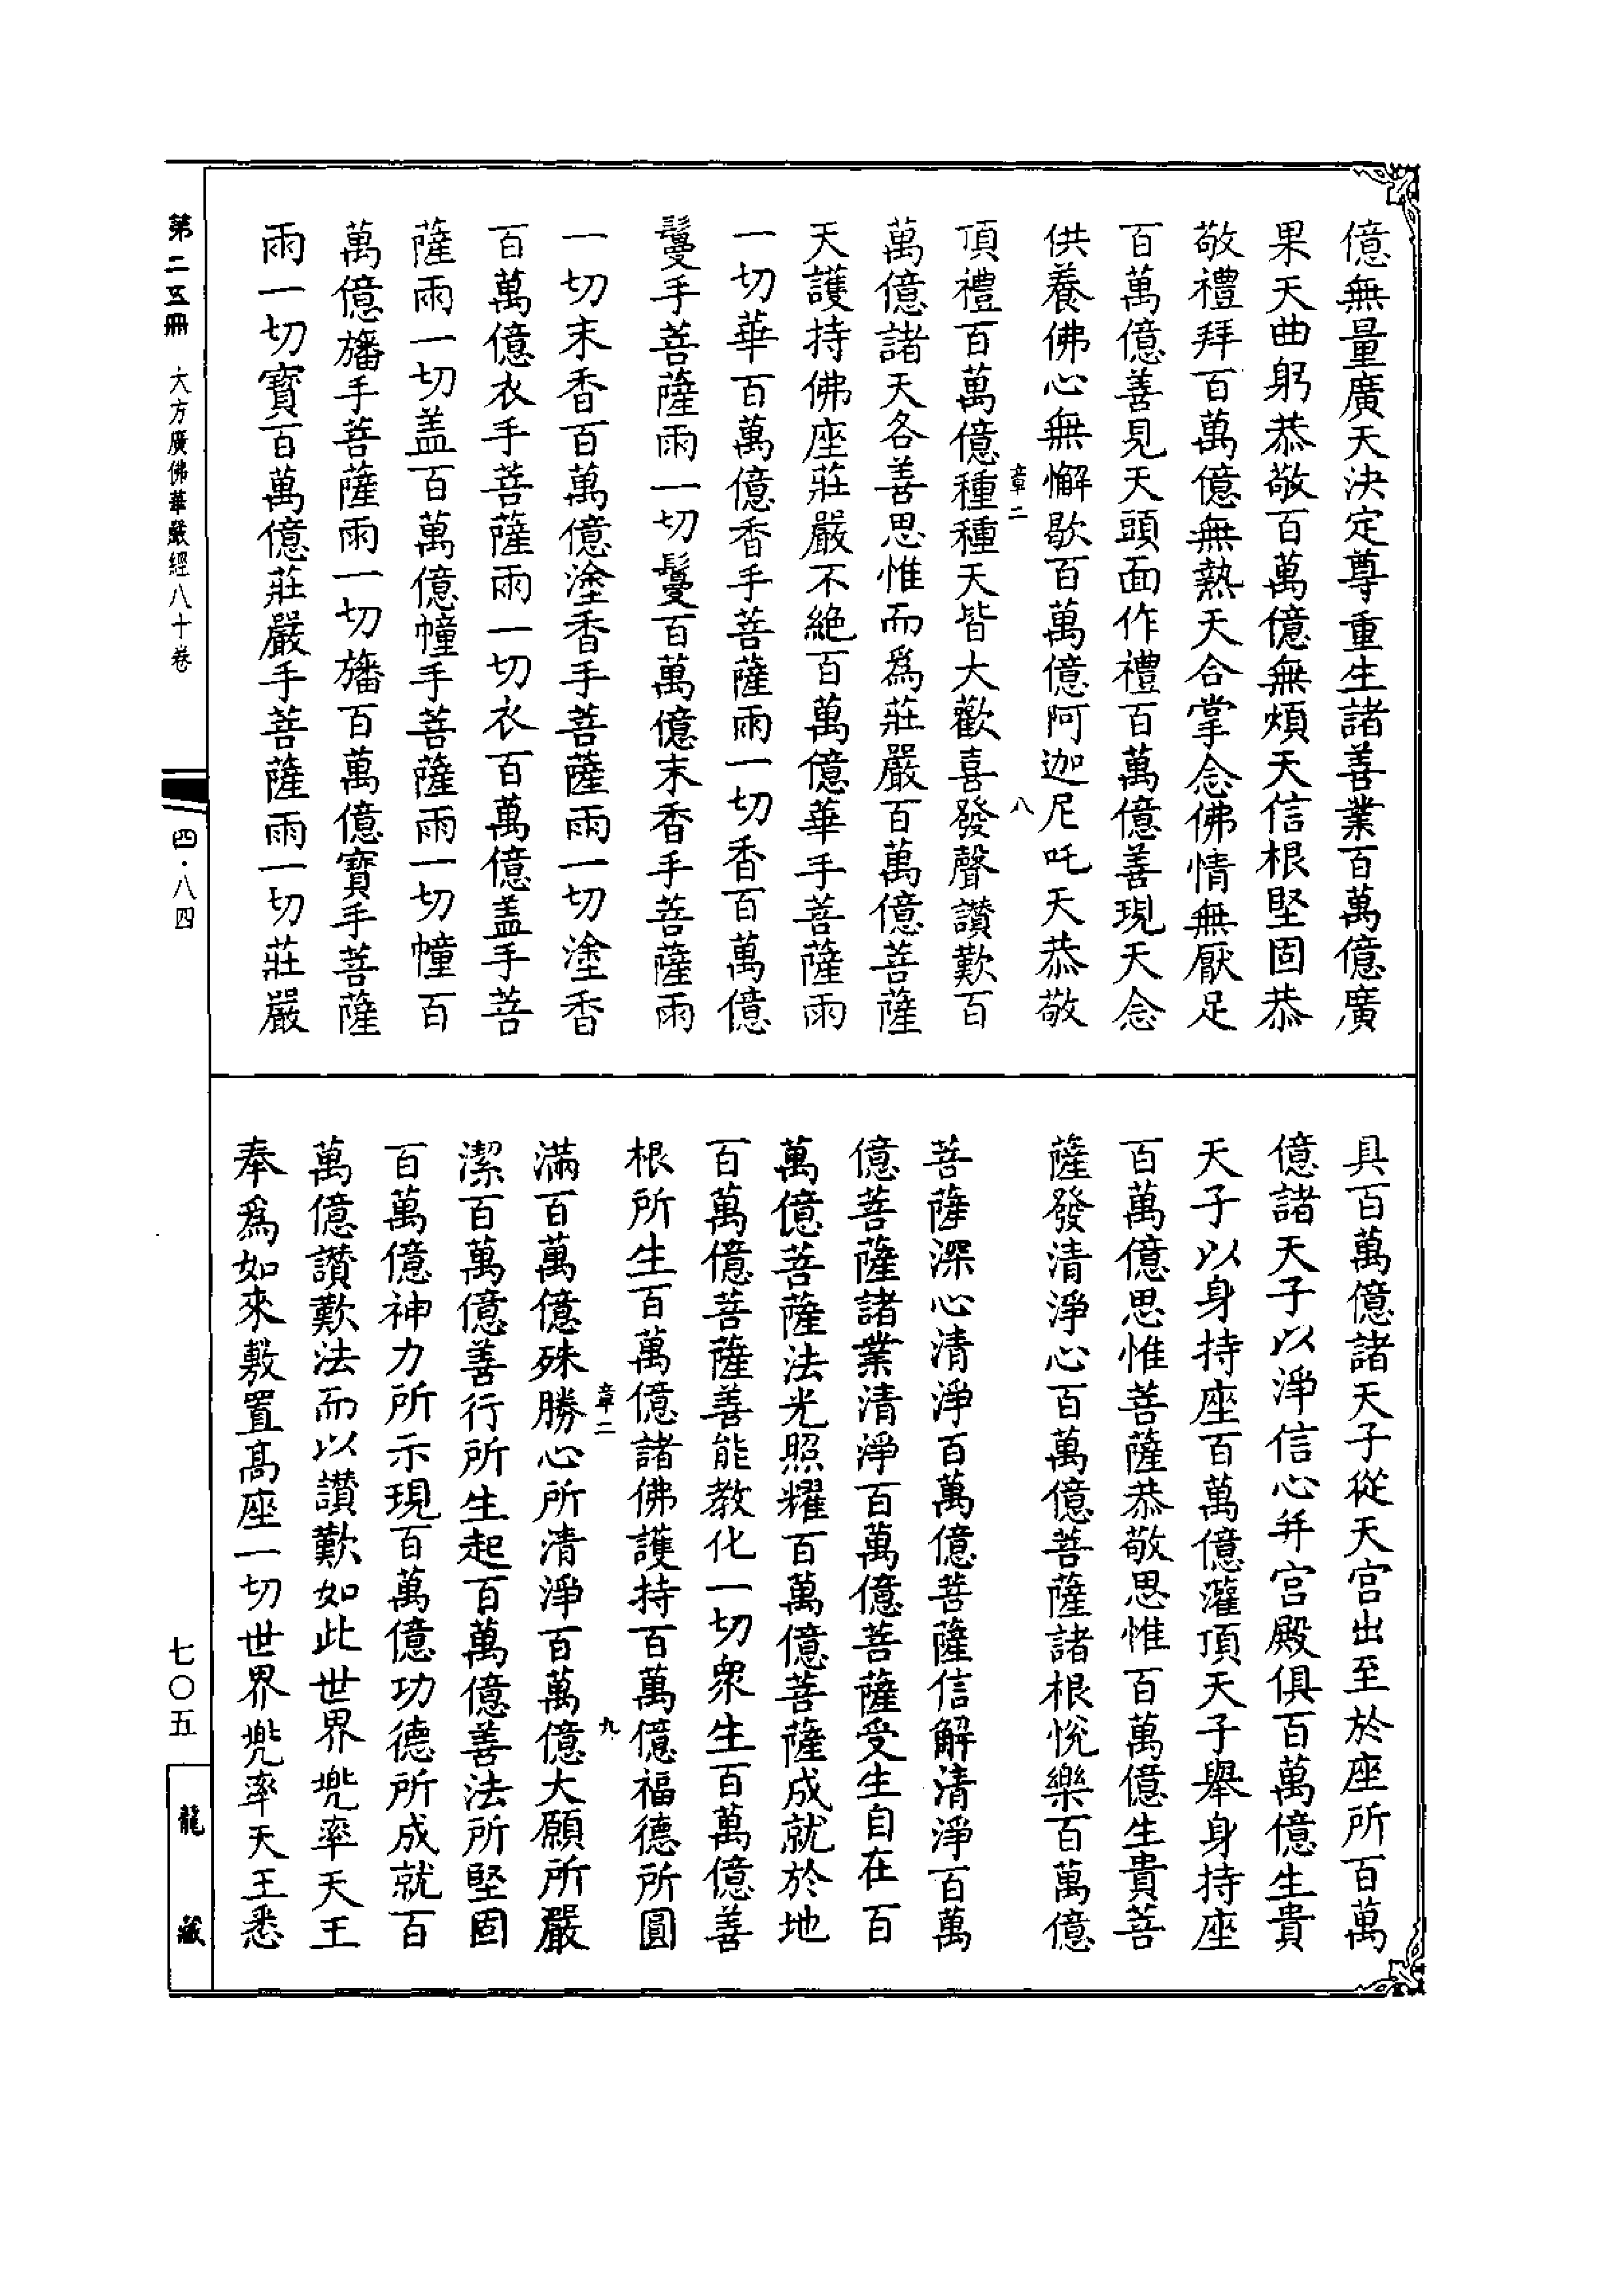 億無量廣天決定尊重生諸善業百萬億廣
果天曲躬恭敬百萬億無煩天信根堅固恭
敬禮拜百萬億無熱天合掌念佛情無厭足
百萬億善見天頭面作禮百萬億善現天念
供養佛心無懈歇百萬億阿迦尼吒天恭敬
章二　八
頂禮百萬億種種天皆大歡喜發聲讃歎百
萬億諸天各善思惟而為莊嚴百萬億菩薩
天護持佛座莊嚴不絶百萬億華手菩薩雨
一切華百萬億香手菩薩雨一切香百萬億
鬘手菩薩雨一切鬘百萬億末香手菩薩雨
一切末香百萬億塗香手菩薩雨一切塗香
百萬億衣手菩薩雨一切衣百萬億盖手菩
薩雨一切盖百萬億幢手菩薩雨一切幢百
萬億旛手菩薩雨一切旛百萬億寳手菩薩
雨一切寳百萬億莊嚴手菩薩雨一切莊嚴
具百萬億諸天子從天宫出至於座所百萬
億諸天子以淨信心并宫殿俱百萬億生貴
天子以身持座百萬億灌頂天子舉身持座
百萬億思惟菩薩恭敬思惟百萬億生貴菩
薩發清淨心百萬億菩薩諸根悅樂百萬億
菩薩深心清淨百萬億菩薩信解清淨百萬
億菩薩諸業清淨百萬億菩薩受生自在百
萬億菩薩法光照耀百萬億菩薩成就於地
百萬億菩薩善能教化一切衆生百萬億善
根所生百萬億諸佛護持百萬億福德所圓
章二　九
滿百萬億殊勝心所清淨百萬億大願所嚴
潔百萬億善行所生起百萬億善法所堅固
百萬億神力所示現百萬億功德所成就百
萬億讃歎法而以讃歎如此世界兠率天王
奉為如來敷置髙座一切世界兠率天王悉
第二五冊　大方廣佛華嚴經八十卷
四·八四
七〇五
龍藏